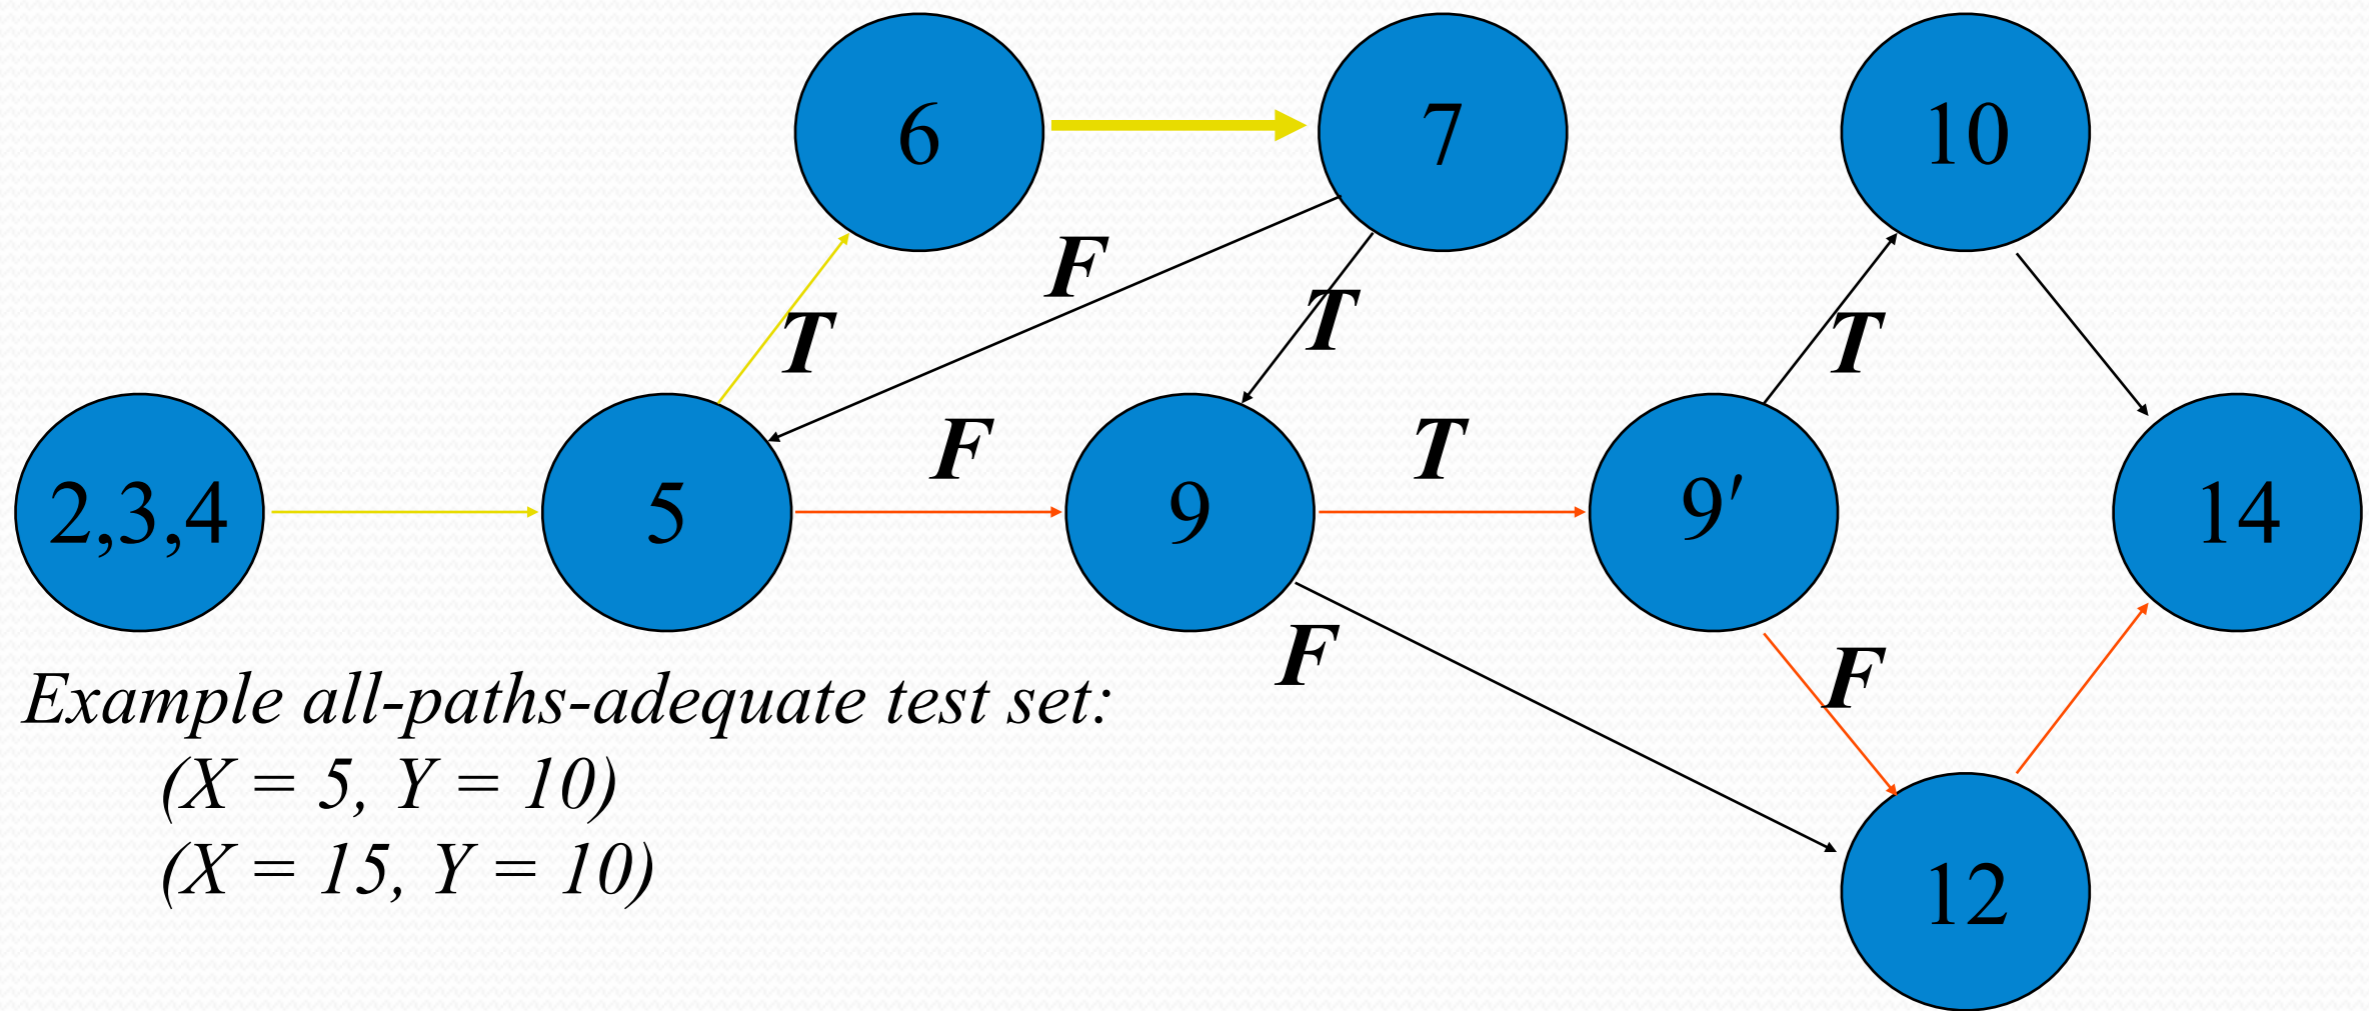 6
7
10
F
T
T
T
F
T
2,3,4
5
9
9′
14
F
F
Example all-paths-adequate test set:
(X = 5, Y = 10)
(X = 15, Y = 10)
12